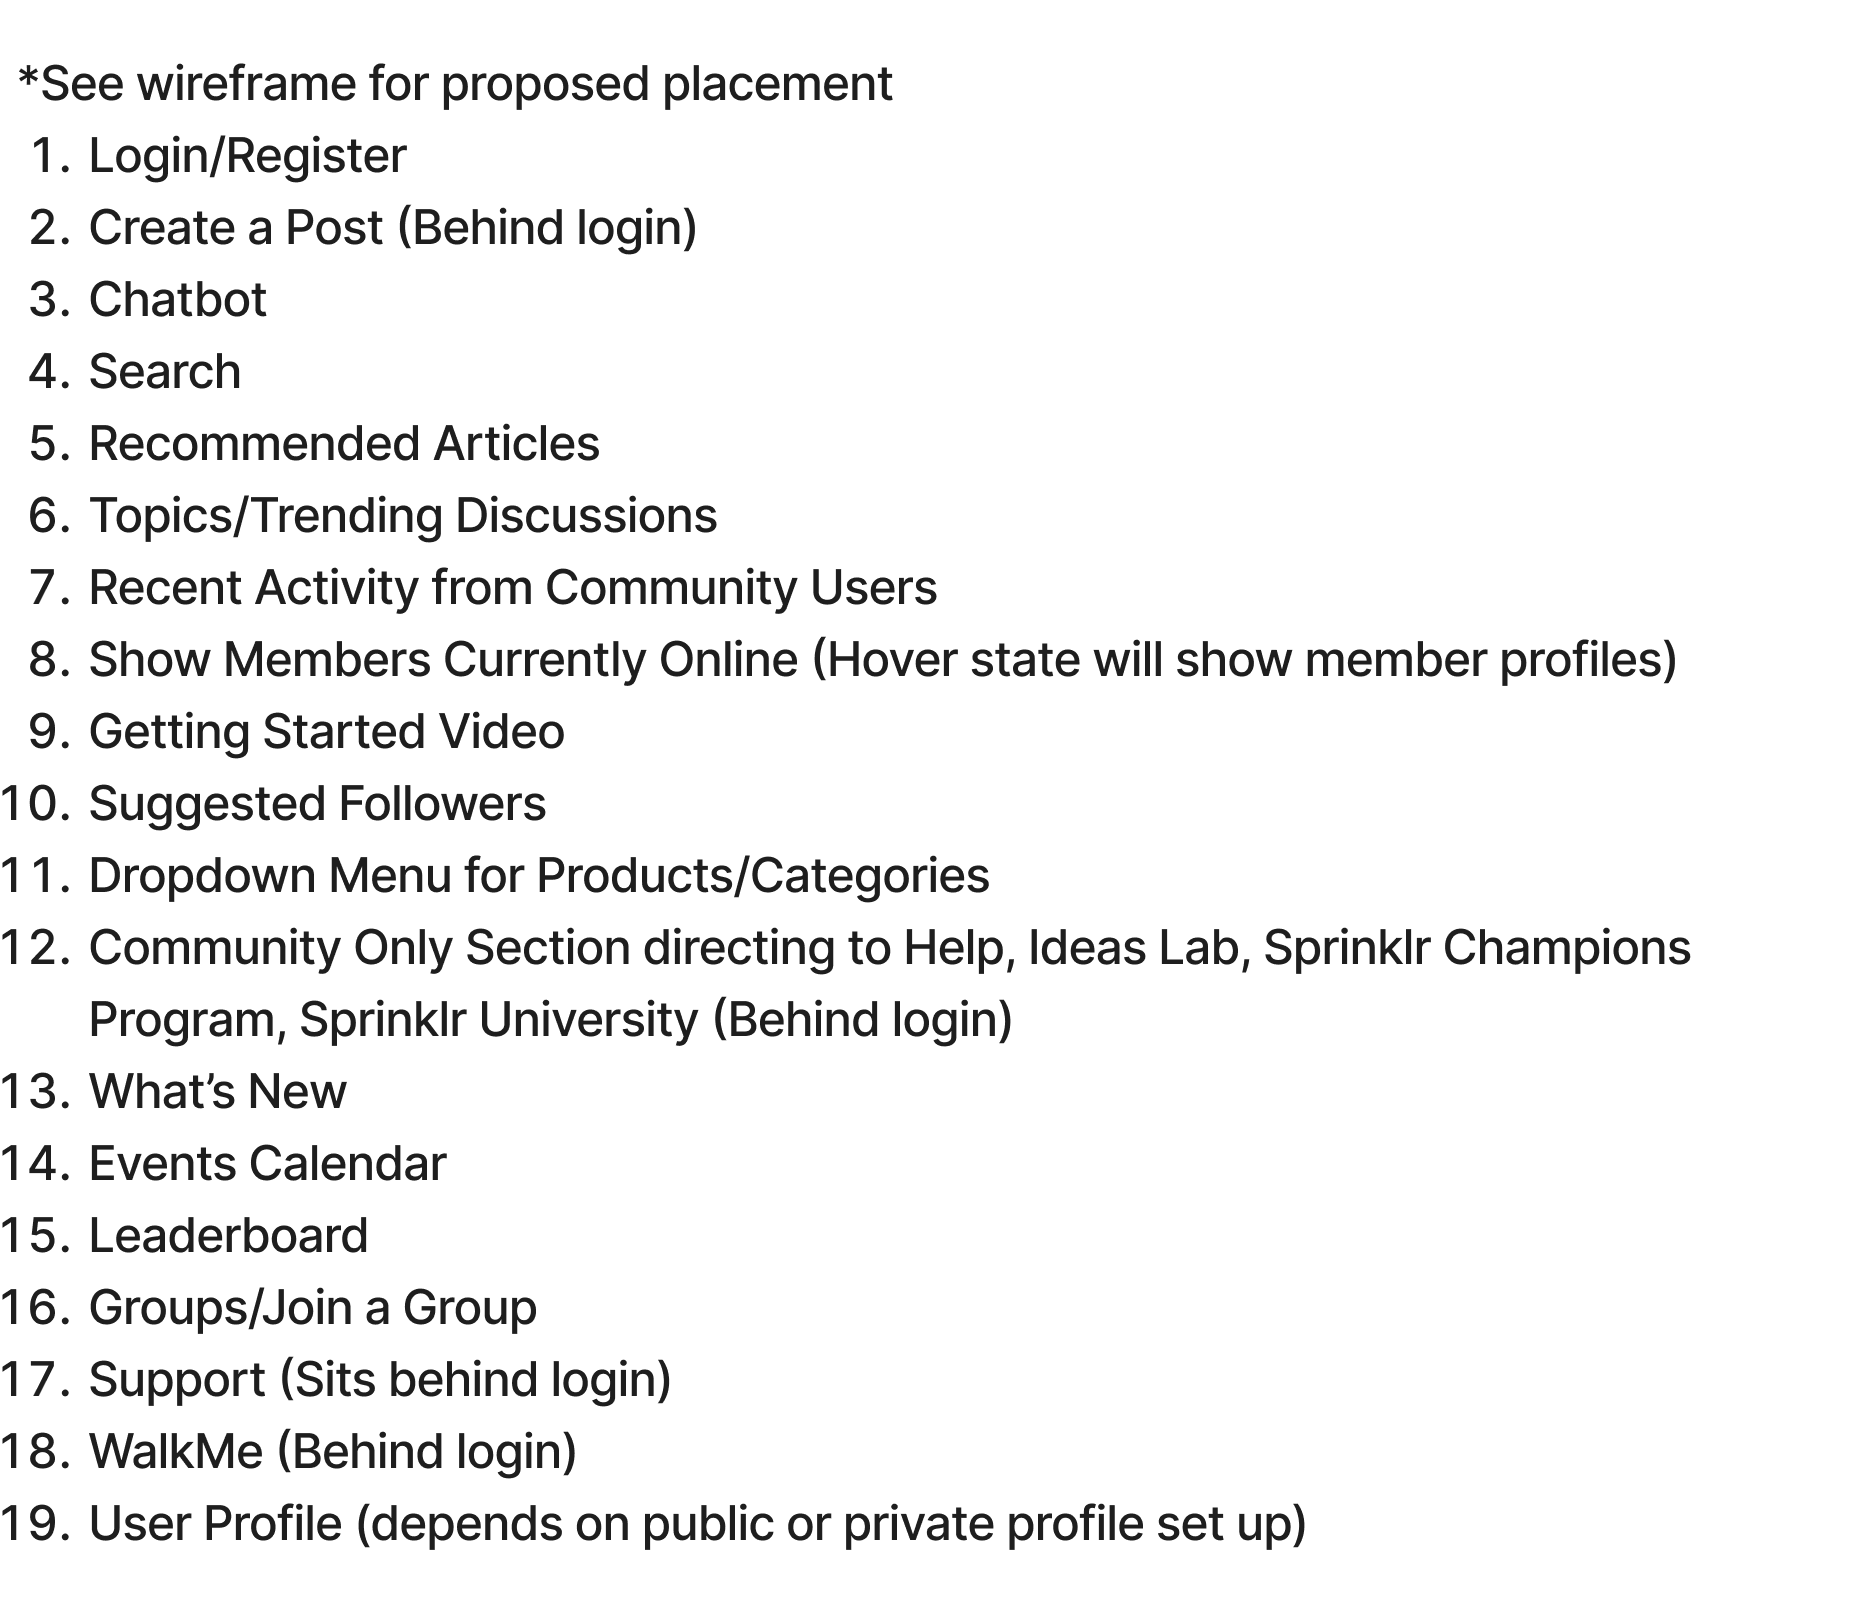 *See wireframe for proposed placement
1. Login/Register
2. Create a Post (Behind login)
3. Chatbot
4. Search
5. Recommended Articles
6. Topics/Trending Discussions
7. Recent Activity from Community Users
8. Show Members Currently Online (Hover state will show member profiles)
9. Getting Started Video
10. Suggested Followers
11. Dropdown Menu for Products/Categories
12. Community Only Section directing to Help, Ideas Lab, Sprinklr Champions
Program, Sprinklr University (Behind login)
13. What’s New
14. Events Calendar
15. Leaderboard
16. Groups/Join a Group
17. Support (Sits behind login)
18. WalkMe (Behind login)
19. User Profile (depends on public or private profile set up)